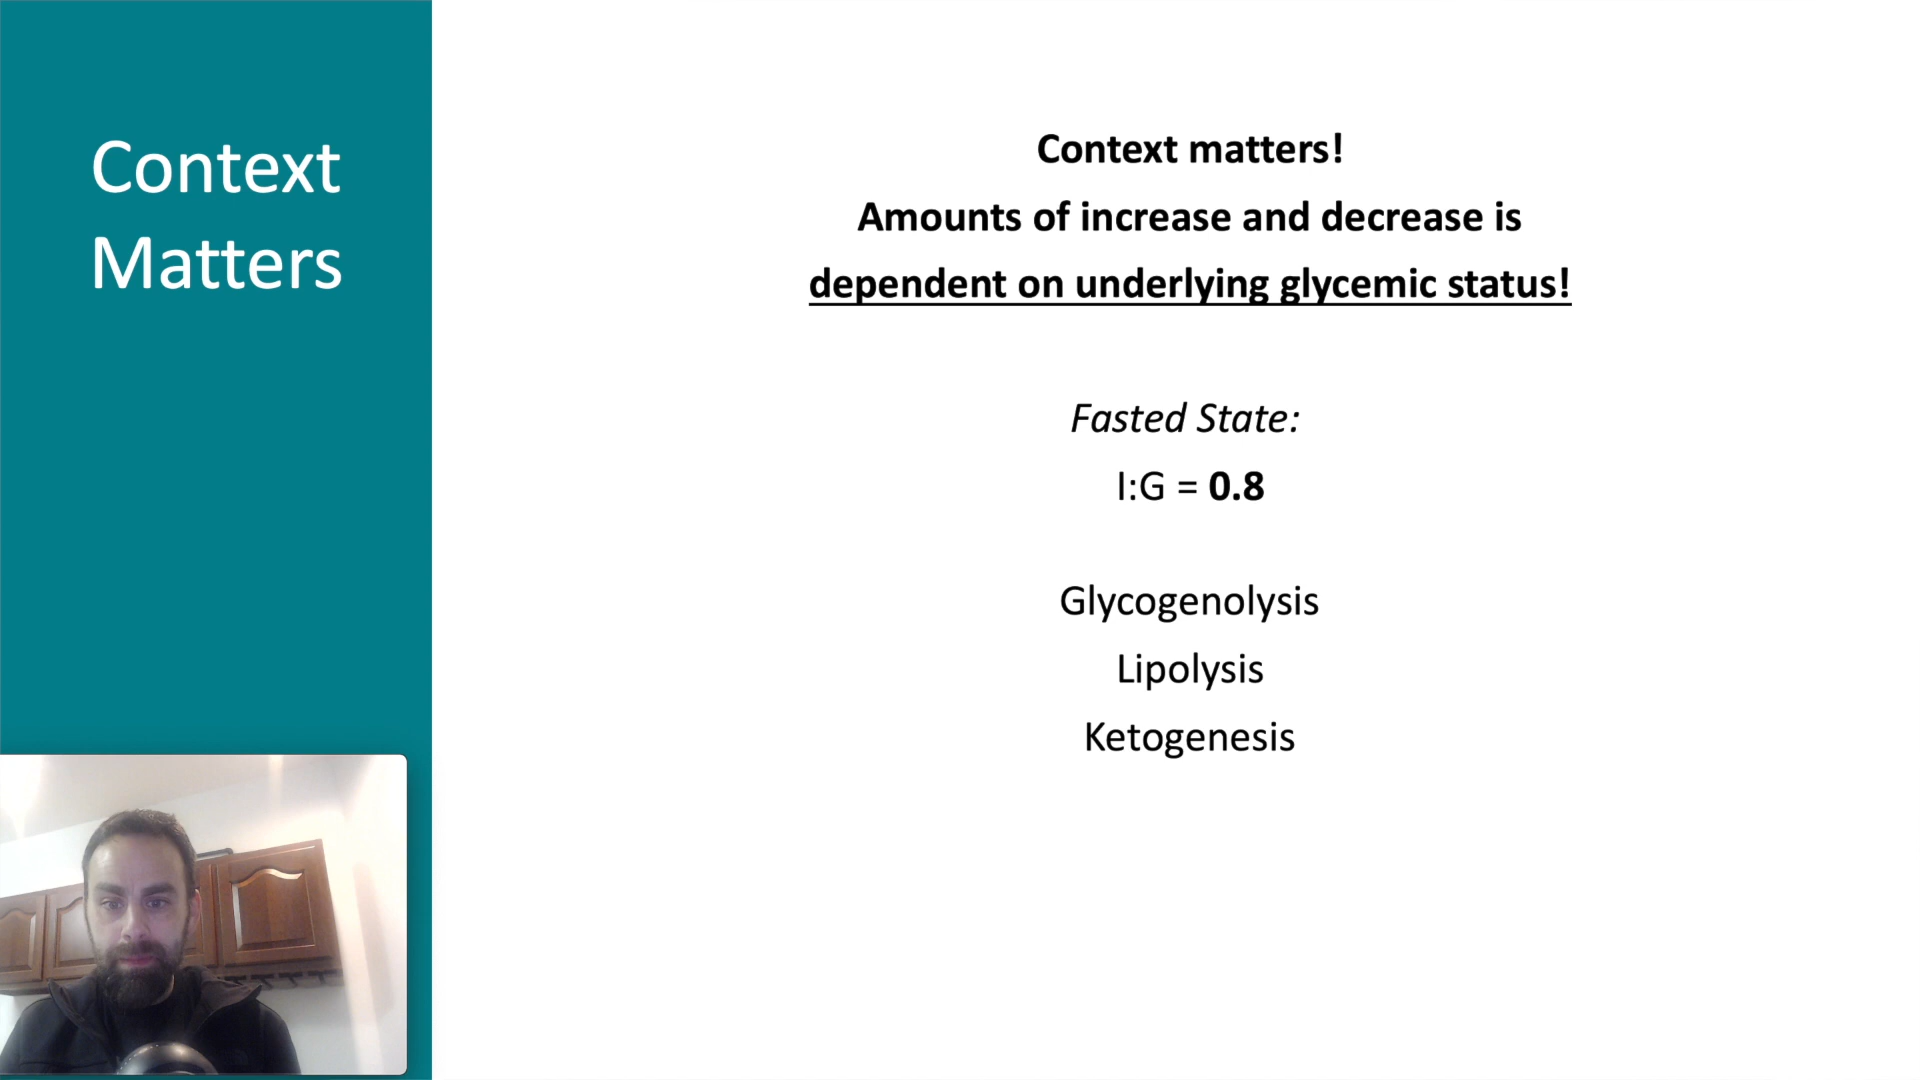 Context
Matters
Context matters!
Amounts of increase and decrease is
dependent on underlying glycemic status!
Fasted State:
I:G = 0.8
Glycogenolysis
Lipolysis
Ketogenesis